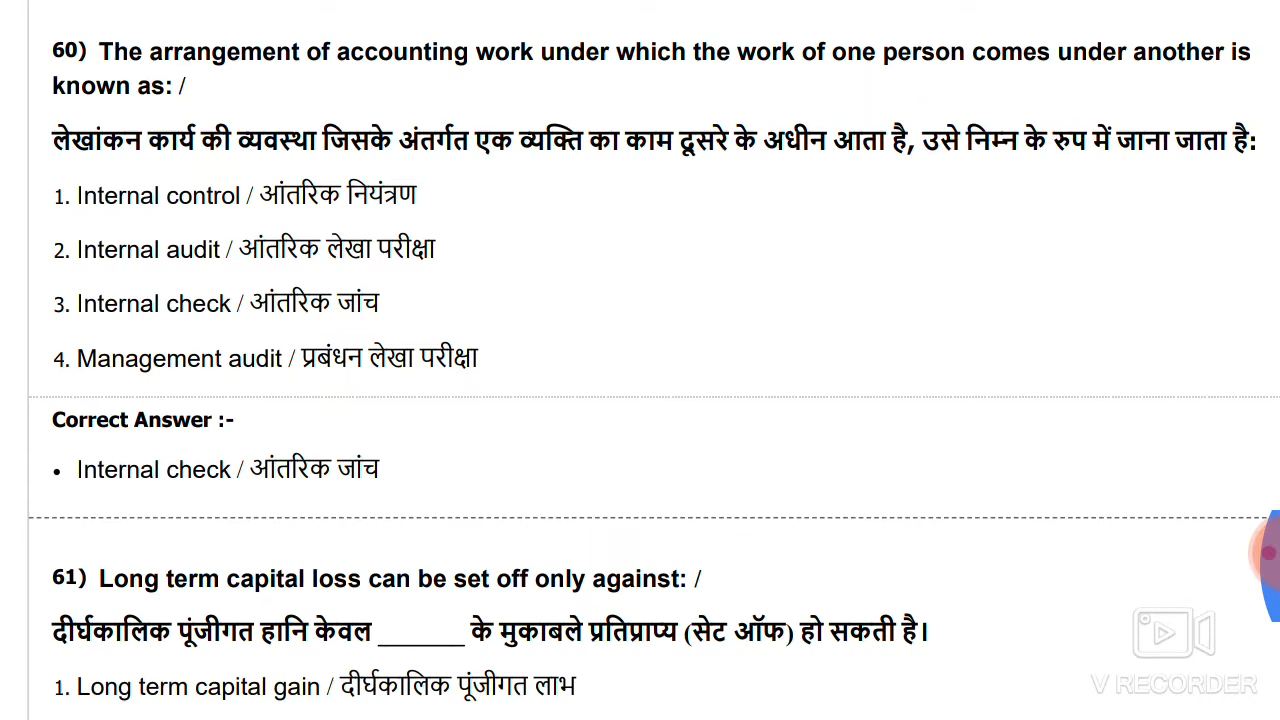 60) The arrangement of accounting work under which the work of one person comes under another is
known as: /
लेखांकन कार्य की व्यवस्था जिसके अंतर्गत एक व्यक्ति का काम दूसरे के अधीन आता है, उसे निम्न के रुप में जाना जाता है:
1. Internal control / आंतरिक नियंत्रण
2. Internal audit / आंतरिक लेखा परीक्षा
3. Internal check / आंतरिक जांच
4. Management audit / प्रबंधन लेखा परीक्षा
Correct Answer :-
• Internal check / आंतरिक जांच
61) Long term capital loss can be set off only against: /
दीर्घकालिक पूंजीगत हानि केवल ______ के मुकाबले प्रतिप्राप्य (सेट ऑफ) हो सकती है।
1. Long term capital gain / दीर्घकालिक पूंजीगत लाभ
V RECORDER